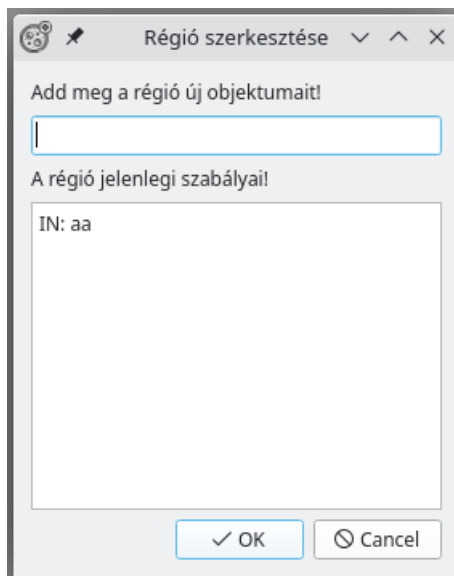 Régió szerkesztése
Add meg a régió új objektumait!
A régió jelenlegi szabályai!
IN: aa
OK
Cancel